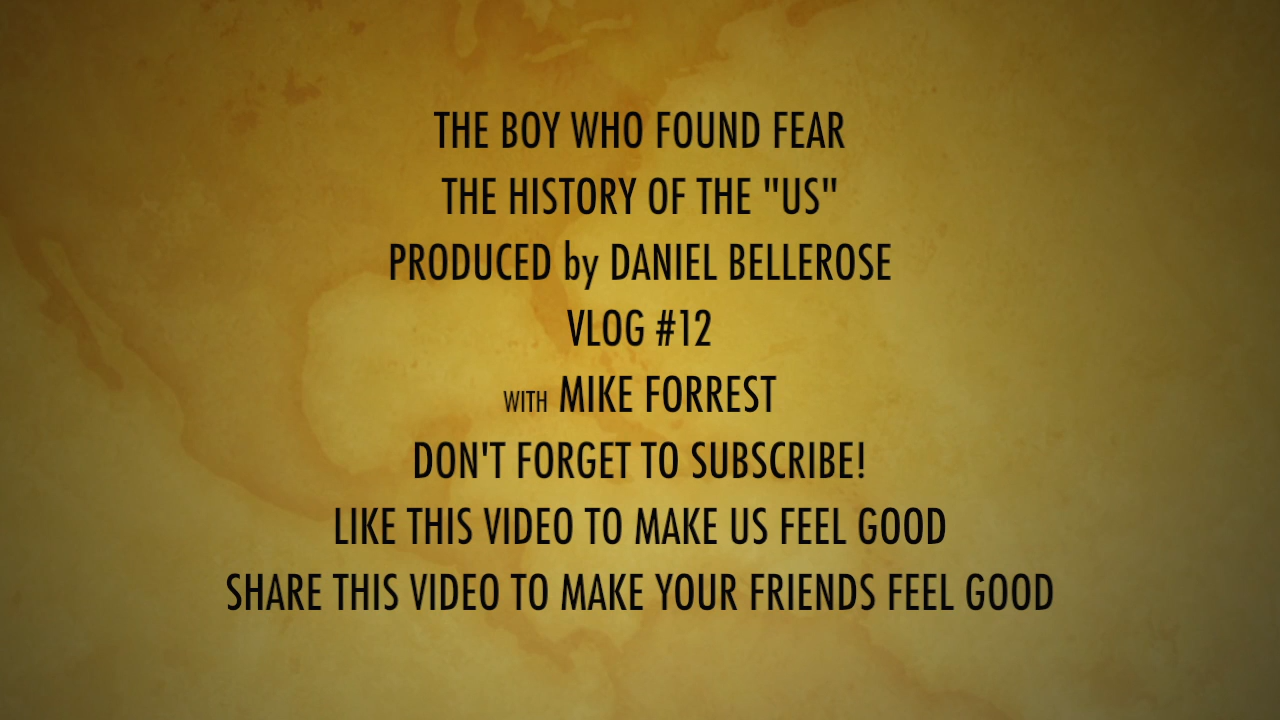 THE BOY WHO FOUND FEAR
THE HISTORY OF THE "US"
PRODUCED by DANIEL BELLEROSE
VLOG #12
WITH MIKE FORREST
DON'T FORGET TO SUBSCRIBE!
LIKE THIS VIDEO TO MAKE US FEEL GOOD
SHARE THIS VIDEO TO MAKE YOUR FRIENDS FEEL GOOD